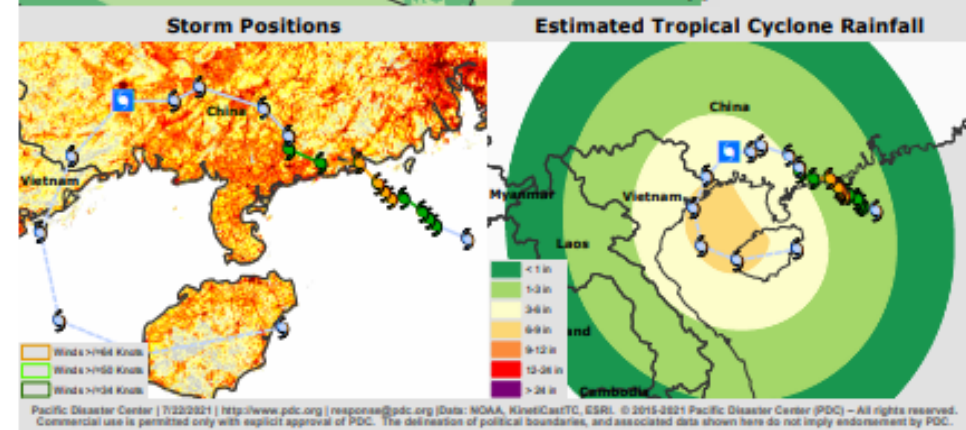 Storm Positions
Estimated Tropical Cyclone Rainfall
China
Vietnam
Winds >/=64 Knots
Winds >/=50 Knots
Winds >/=34 Knots
China
Myanmar
Vietnam
Laos
and
Cambodia
< 1 in
1-3 in
3-6 in
6-9 in
9-12 in
12-24 in
> 24 in
Pacific Disaster Center | 7/22/2021 | http://www.pdc.org | response@pdc.org |Data: NOAA, KinetiCastTC, ESRI. © 2015-2021 Pacific Disaster Center (PDC) – All rights reserved.
Commercial use is permitted only with explicit approval of PDC. The delineation of political boundaries, and associated data shown here do not imply endorsement by PDC.